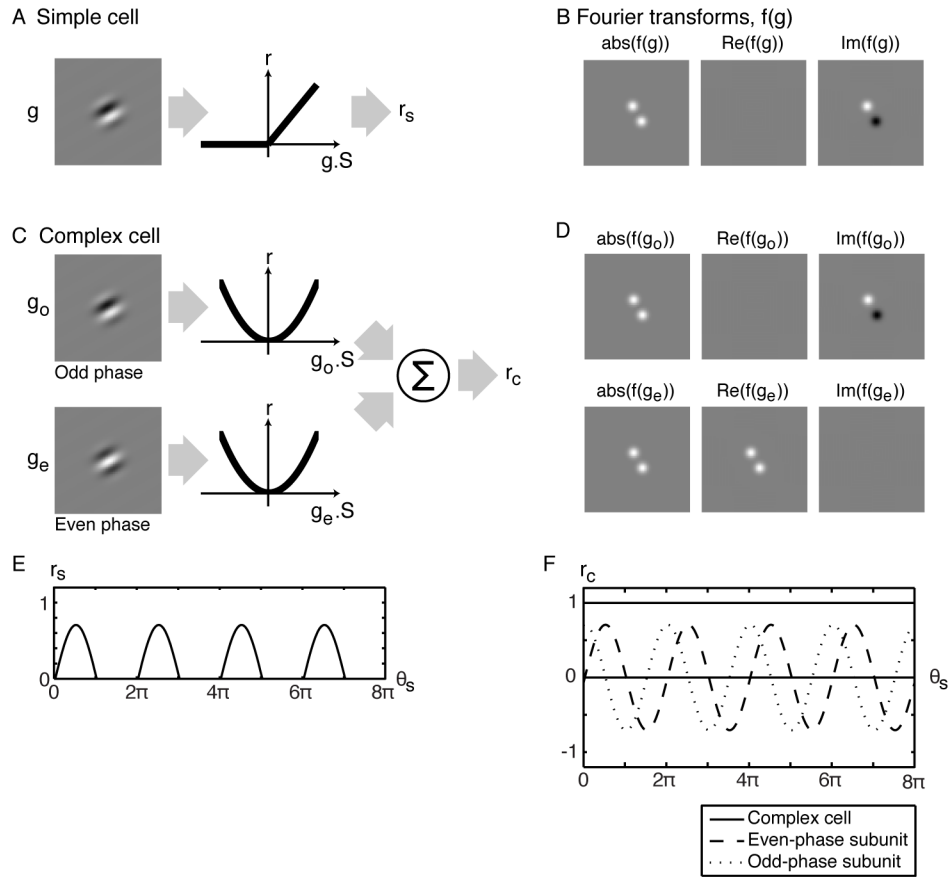 A Simple cell
g
r
g.S
r_s
B Fourier transforms, f(g)
abs(f(g)) Re(f(g)) Im(f(g))
C Complex cell
g_o
Odd phase
r
g_o.S
g_e
Even phase
r
g_e.S
Σ
r_c
D
abs(f(g_o)) Re(f(g_o)) Im(f(g_o))
abs(f(g_e)) Re(f(g_e)) Im(f(g_e))
E
r_s
1
0
0 2π 4π 6π 8π
θ_s
F
r_c
1
0
-1
θ_s
0 2π 4π 6π 8π
Complex cell
Even-phase subunit
Odd-phase subunit